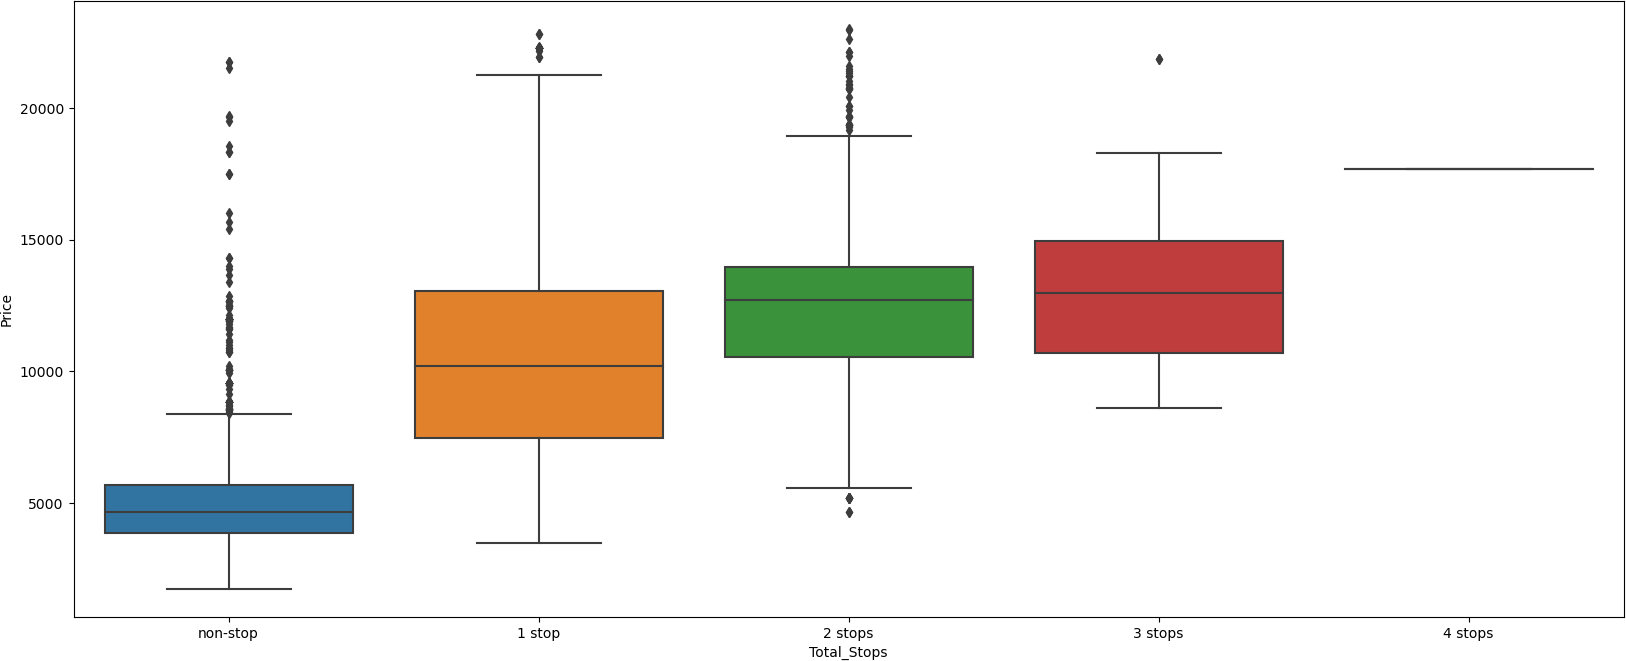 Price
20000
15000
10000
5000
non-stop
1 stop
2 stops
3 stops
4 stops
Total_Stops